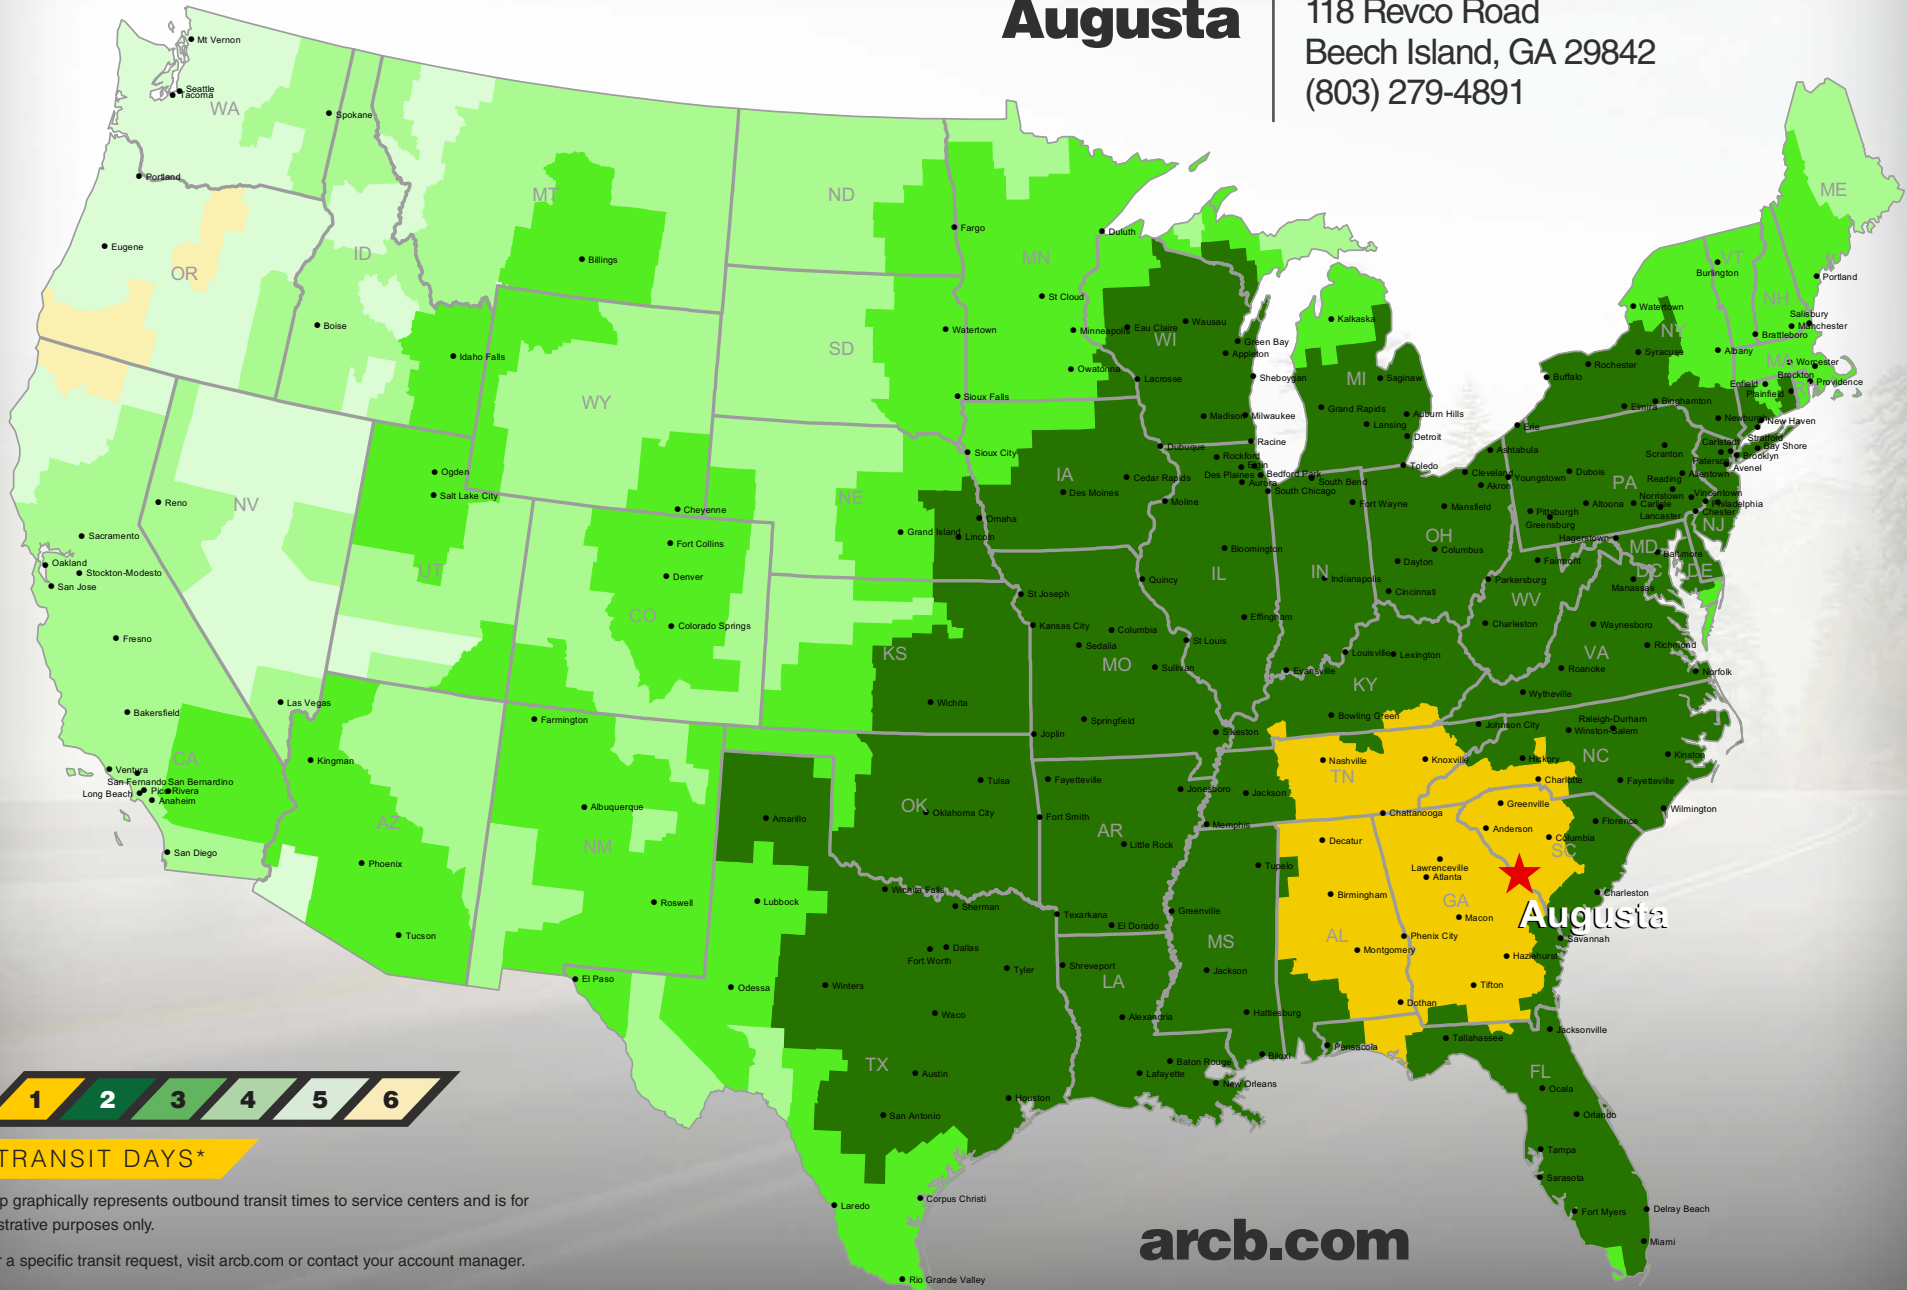 Augusta
118 Revco Road
Beech Island, GA 29842
(803) 279-4891
Mt Vernon
Seattle
Tacoma
WA
Spokane
Portland
Eugene
OR
ID
Boise
Idaho Falls
MT
Billings
ND
Fargo
MN
Duluth
St Cloud
Minneapolis
Owatonna
SD
Watertown
Sioux Falls
WY
Cheyenne
Ogden
Salt Lake City
UT
NV
Reno
Las Vegas
Sacramento
Oakland
Stockton-Modesto
San Jose
Fresno
Bakersfield
CA
Ventura
San Fernando
San Bernardino
Long Beach
Pico Rivera
Anaheim
San Diego
Kingman
AZ
Phoenix
Tucson
Fort Collins
Denver
CO
Colorado Springs
Farmington
Albuquerque
NM
Roswell
El Paso
NE
Grand Island
Lincoln
Omaha
Sioux City
KS
Wichita
OK
Tulsa
Oklahoma City
Amarillo
Lubbock
Odessa
Wichita Falls
Sherman
Dallas
Fort Worth
Tyler
Winters
Waco
TX
Austin
Houston
San Antonio
Corpus Christi
Laredo
Rio Grande Valley
IA
Des Moines
Cedar Rapids
Dubuque
WI
Eau Claire
Wausau
Green Bay
Appleton
Lacrosse
Sheboygan
Madison
Milwaukee
Racine
Rockford
Elgin
Des Plaines
Bedford Park
Aurora
South Chicago
Moline
Bloomington
IL
Quincy
Effingham
St Joseph
Kansas City
Columbia
Sedalia
MO
Sullivan
St Louis
Springfield
Joplin
S'keston
Fayetteville
Jonesboro
Fort Smith
AR
Little Rock
Texarkana
El Dorado
Shreveport
LA
Alexandria
Baton Rouge
Lafayette
New Orleans
Greenville
MS
Jackson
Hattiesburg
Biloxi
Tupelo
Memphis
Jackson
Nashville
TN
Knoxville
Chattanooga
Johnson City
MI
Kalkaska
Saginaw
Grand Rapids
Lansing
Auburn Hills
Detroit
South Bend
Fort Wayne
IN
Indianapolis
Evansville
Toledo
Cleveland
Ashtabula
Akron
Youngstown
Mansfield
OH
Columbus
Dayton
Cincinnati
Louisville
Lexington
KY
Bowling Green
Parkersburg
WV
Charleston
Fairmont
Erie
Dubois
PA
Pittsburgh
Greensburg
Altoona
Scranton
Allentown
Reading
Norristown
Carlisle
Lancaster
Vincentown
Philadelphia
Chester
NJ
Hagerstown
MD
Baltimore
DC
DE
Manassas
Waynesboro
Richmond
VA
Roanoke
Norfolk
Wytheville
Raleigh-Durham
Winston-Salem
NC
Hickory
Kinston
Charlotte
Fayetteville
Wilmington
Greenville
Anderson
Columbia
Florence
SC
Charleston
Savannah
Decatur
Birmingham
AL
Montgomery
Dothan
Lawrenceville
Atlanta
GA
Macon
Phenix City
Hazlehurst
Tifton
Augusta
Pensacola
Tallahassee
Jacksonville
FL
Ocala
Orlando
Tampa
Sarasota
Fort Myers
Delray Beach
Miami
ME
Portland
VT
Burlington
NH
Salisbury
Manchester
Brattleboro
MA
Worcester
Brockton
Providence
RI
Enfield
Plainfield
Watertown
NY
Syracuse
Rochester
Buffalo
Albany
Elmira
Binghamton
Newburgh
New Haven
Stratford
Bay Shore
Carlstadt
Brooklyn
Paterson
Avenel
1
2
3
4
5
6
TRANSIT DAYS*
p graphically represents outbound transit times to service centers and is for
strative purposes only.
r a specific transit request, visit arcb.com or contact your account manager.
arcb.com